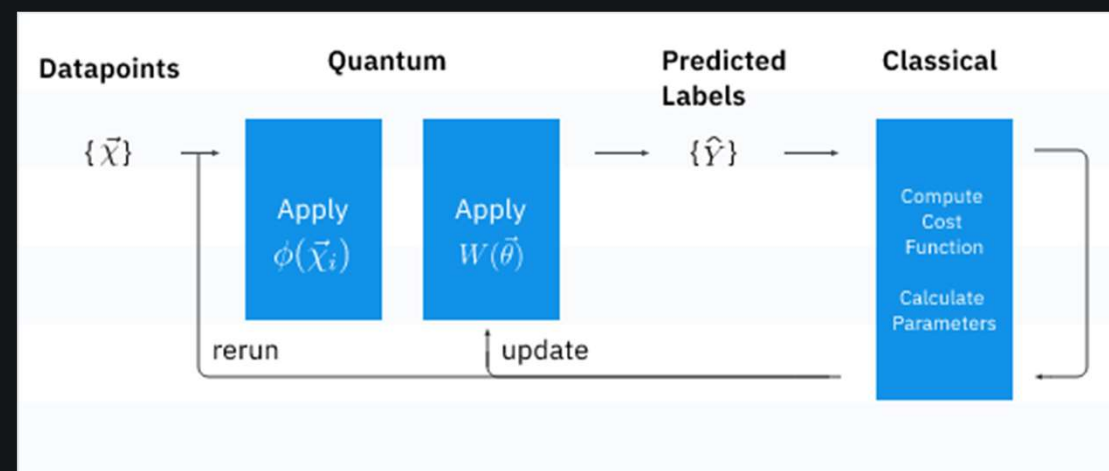 Datapoints
Quantum
Predicted
Labels
Classical
{χ⃗}
{Ŷ}
Apply
ϕ(χ⃗ᵢ)
Apply
W(θ⃗)
Compute
Cost
Function
Calculate
Parameters
rerun
update